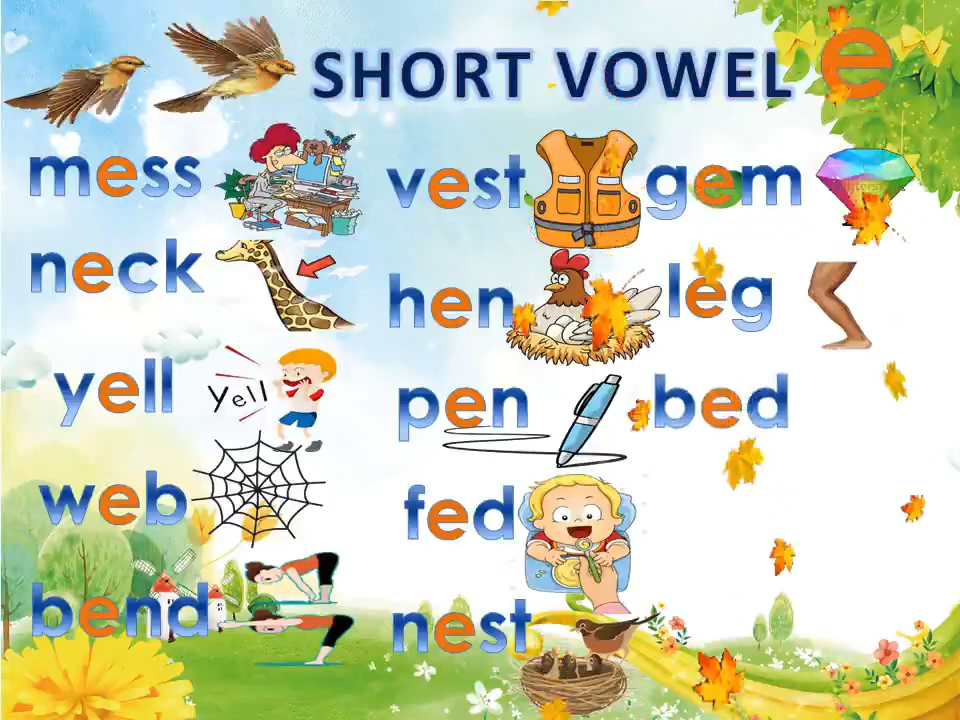 SHORT VOWEL e
mess
neck
yell
Yell
web
bend
vest
hen
pen
fed
nest
gem
leg
bed